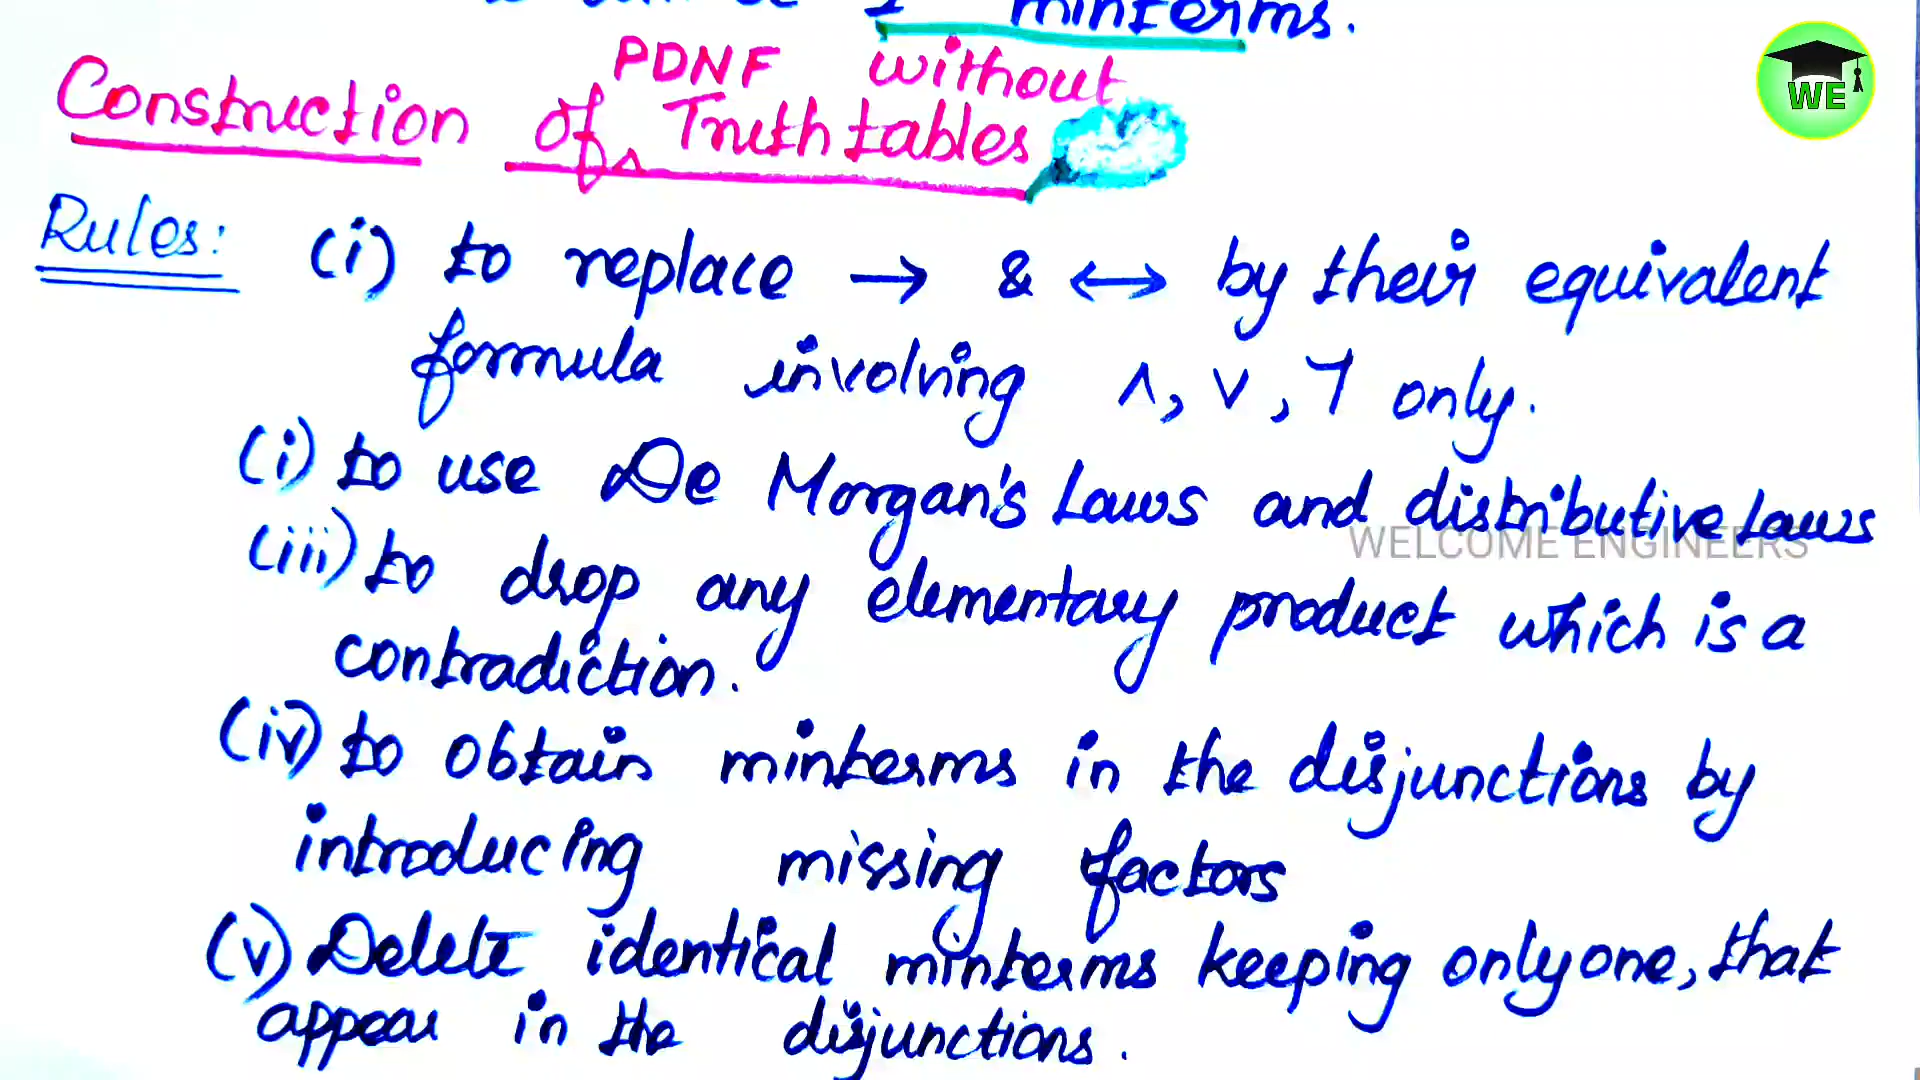 minterms.
PDNF without
Construction of Truth tables
WE
Rules: (i) to replace → & ↔ by their equivalent
formula involving ∧, ∨, ㄱ only.
(i) to use De Morgan's Laws and distributive Laws
WELCOME ENGINEERS
(iii) to drop any elementary product which is a
contradiction.
(iv) to obtain minterms in the disjunctions by
introducing missing factors
(v) Delete identical minterms keeping only one, that
appear in the disjunctions.